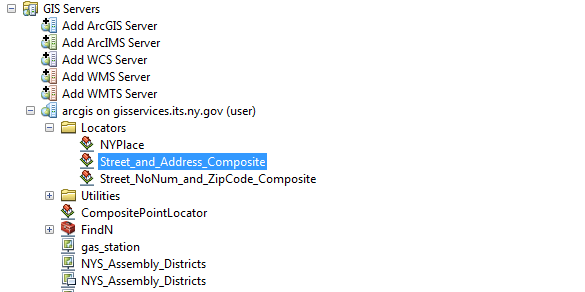 GIS Servers
Add ArcGIS Server
Add ArcIMS Server
Add WCS Server
Add WMS Server
Add WMTS Server
arcgis on gisservices.its.ny.gov (user)
Locators
NYPlace
Street_and_Address_Composite
Street_NoNum_and_ZipCode_Composite
Utilities
CompositePointLocator
FindN
gas_station
NYS_Assembly_Districts
NYS_Assembly_Districts